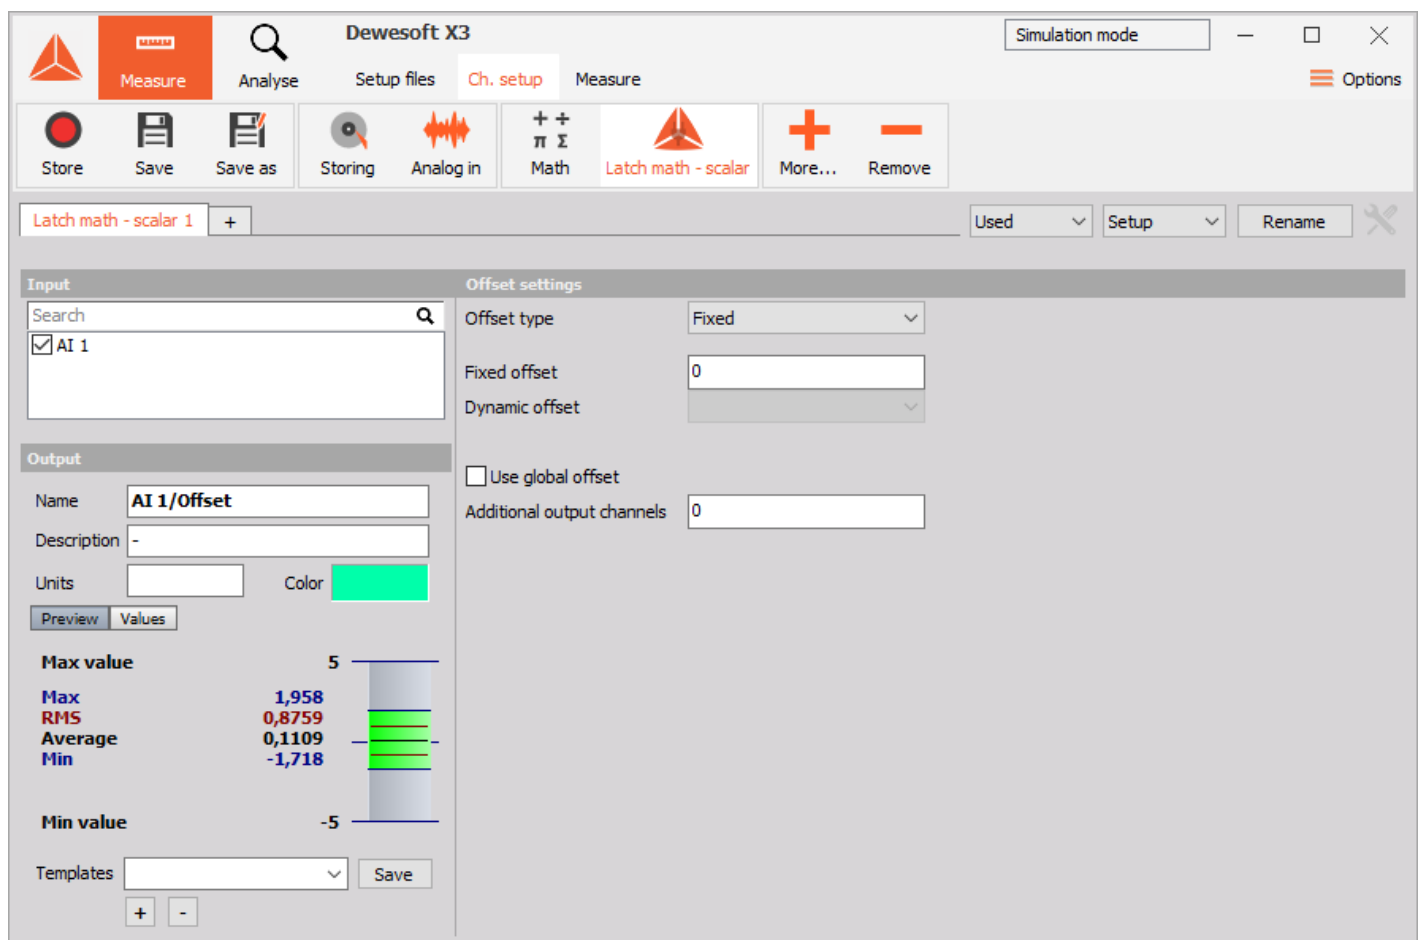 Dewesoft X3
Simulation mode
Measure
Analyse
Setup files
Ch. setup
Measure
Options
Store
Save
Save as
Storing
Analog in
Math
Latch math - scalar
More...
Remove
Latch math - scalar 1
+
Used
Setup
Rename
Input
Search
AI 1
Output
Name
AI 1/Offset
Description
-
Units
Color
Preview
Values
Max value 5
Max 1,958
RMS 0,8759
Average 0,1109
Min -1,718
Min value -5
Templates
Save
+
-
Offset settings
Offset type
Fixed
Fixed offset
0
Dynamic offset
Use global offset
Additional output channels
0